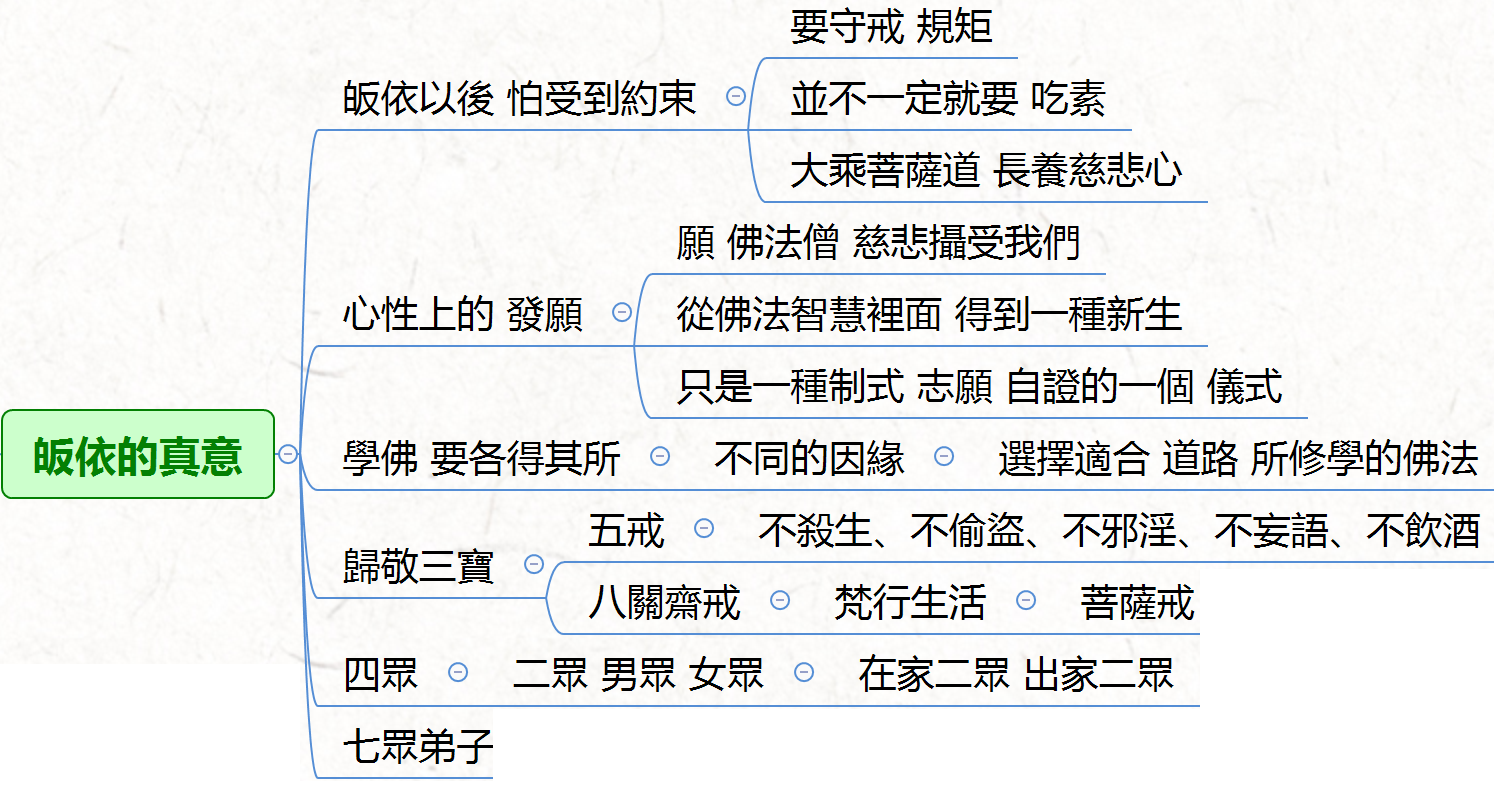 皈依的真意
皈依以後 怕受到約束
要守戒 規矩
並不一定就要 吃素
大乘菩薩道 長養慈悲心
心性上的 發願
願 佛法僧 慈悲攝受我們
從佛法智慧裡面 得到一種新生
只是一種制式 志願 自證的一個 儀式
學佛 要各得其所
不同的因緣
選擇適合 道路 所修學的佛法
歸敬三寶
五戒
不殺生、不偷盜、不邪淫、不妄語、不飲酒
八關齋戒
梵行生活
菩薩戒
四眾
二眾 男眾 女眾
在家二眾 出家二眾
七眾弟子